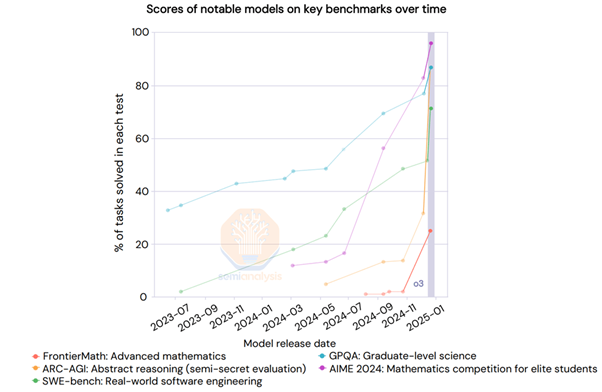 Scores of notable models on key benchmarks over time
% of tasks solved in each test
100
80
60
40
20
0
semianalysis
o3
2023-07
2023-09
2023-11
2024-01
2024-03
2024-05
2024-07
2024-09
2024-11
2025-01
Model release date
FrontierMath: Advanced mathematics
GPQA: Graduate-level science
ARC-AGI: Abstract reasoning (semi-secret evaluation)
AIME 2024: Mathematics competition for elite students
SWE-bench: Real-world software engineering